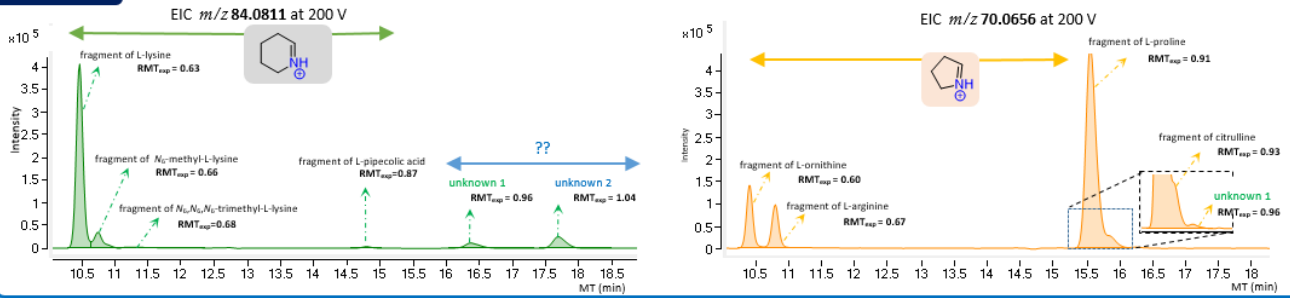 EIC m/z 84.0811 at 200 V
×10 5
fragment of L-lysine
RMTexp = 0.63
NH
⊕
4
3.5
3
2.5
2
1.5
1
0.5
0
Intensity
fragment of N6-methyl-L-lysine
RMTexp = 0.66
fragment of N6,N6,N6-trimethyl-L-lysine
RMTexp=0.68
fragment of L-pipecolic acid
RMTexp=0.87
??
unknown 1
RMTexp = 0.96
unknown 2
RMTexp = 1.04
10.5 11 11.5 12 12.5 13 13.5 14 14.5 15 15.5 16 16.5 17 17.5 18 18.5
MT (min)
EIC m/z 70.0656 at 200 V
×10 5
fragment of L-proline
RMTexp = 0.91
NH
⊕
4
3.5
3
2.5
2
1.5
1
0.5
0
Intensity
fragment of L-ornithine
RMTexp = 0.60
fragment of L-arginine
RMTexp = 0.67
fragment of citrulline
RMTexp = 0.93
unknown 1
RMTexp = 0.96
10.5 11 11.5 12 12.5 13 13.5 14 14.5 15 15.5 16 16.5 17 17.5 18
MT (min)